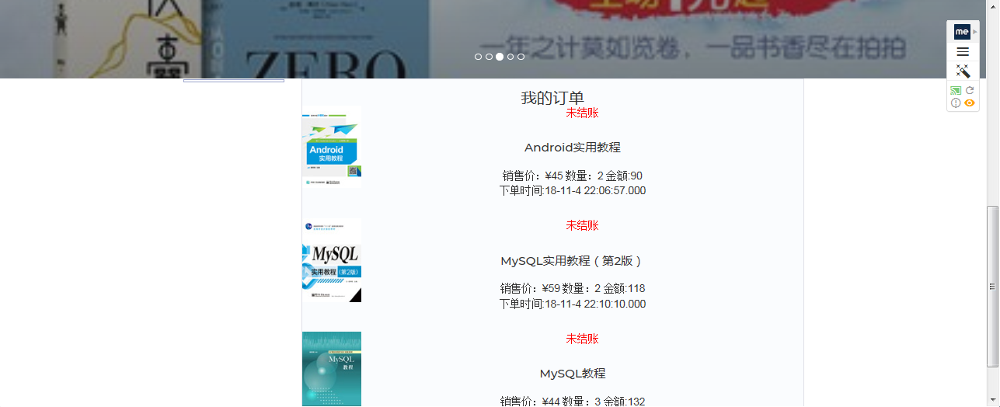 ZERO
一年之计莫如览卷，一品书香尽在拍拍
me
我的订单
未结账
Android
实用教程
Android实用教程
销售价：¥45 数量：2 金额:90
下单时间:18-11-4 22:06:57.000
未结账
MySQL
实用教程（第2版）
MySQL实用教程（第2版）
销售价：¥59 数量：2 金额:118
下单时间:18-11-4 22:10:10.000
未结账
MySQL
教程
MySQL教程
销售价：¥44 数量：3 金额:132